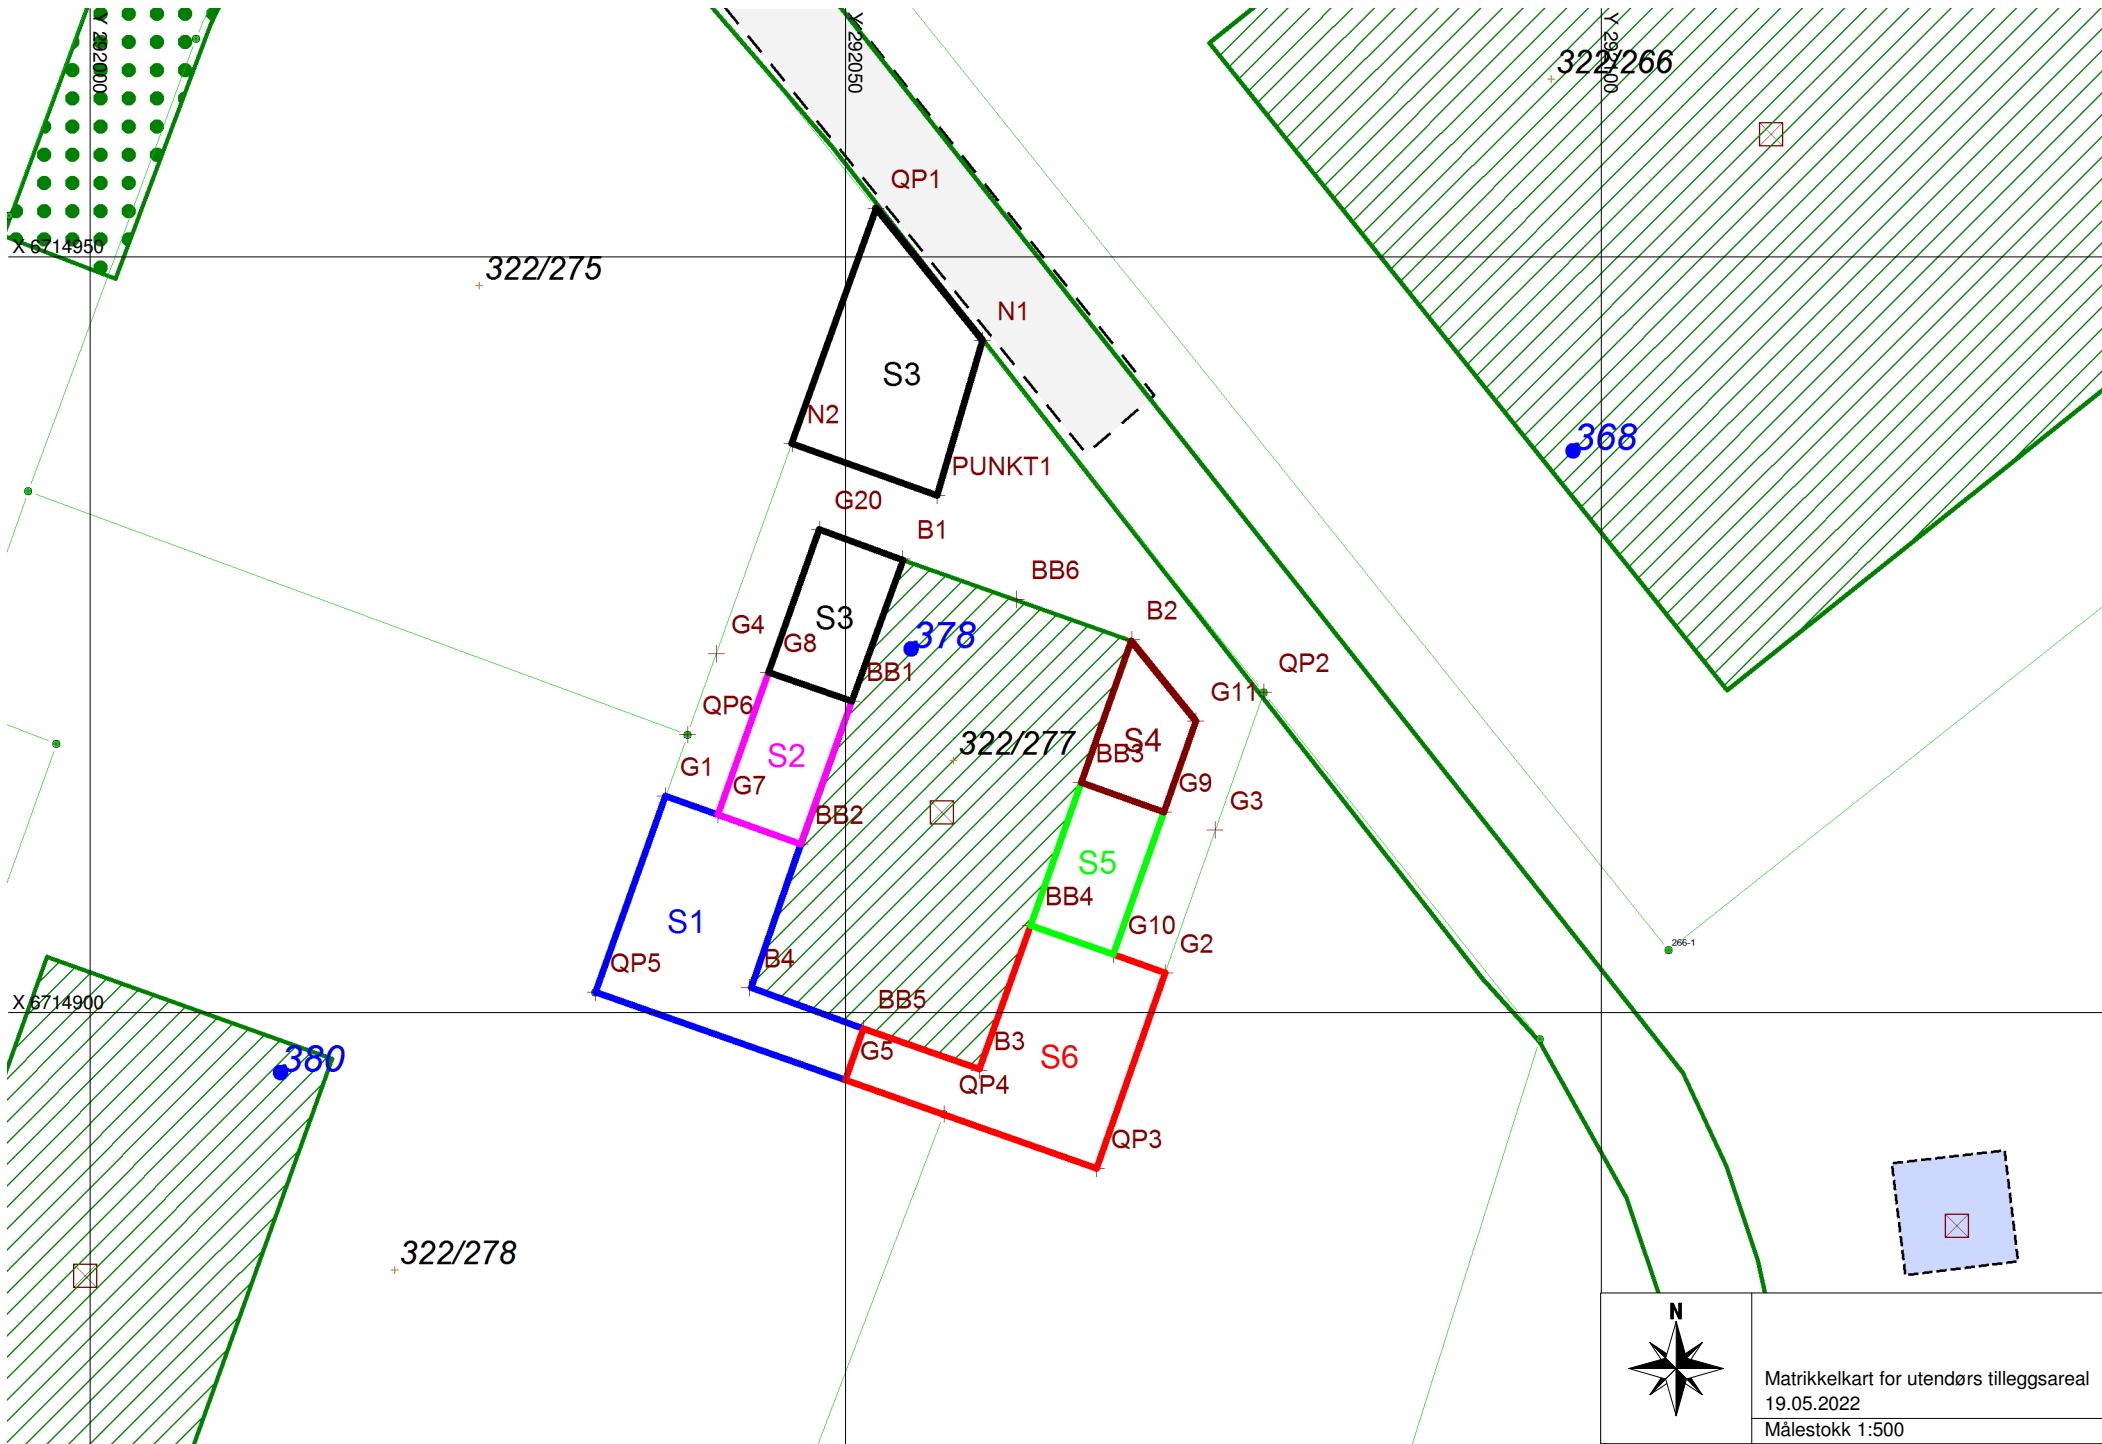 Y 292000
Y 292050
Y 292100
322/266
QP1
X 6714950
322/275
N1
S3
N2
368
PUNKT1
G20
B1
BB6
B2
G4
S3
378
G8
BB1
QP2
G11
QP6
322/277
S4
S2
BB3
G1
G7
G9
G3
BB2
S5
BB4
S1
G10
G2
266-1
B4
QP5
BB5
X 6714900
G5
B3
S6
380
QP4
QP3
322/278
N
Matrikkelkart for utendørs tilleggsareal
19.05.2022
Målestokk 1:500